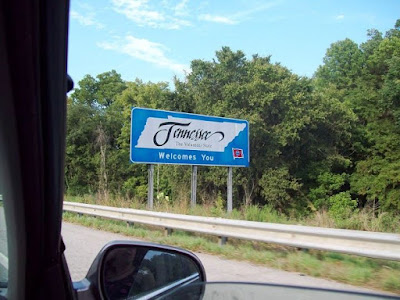 Tennessee
The Volunteer State
Welcomes You